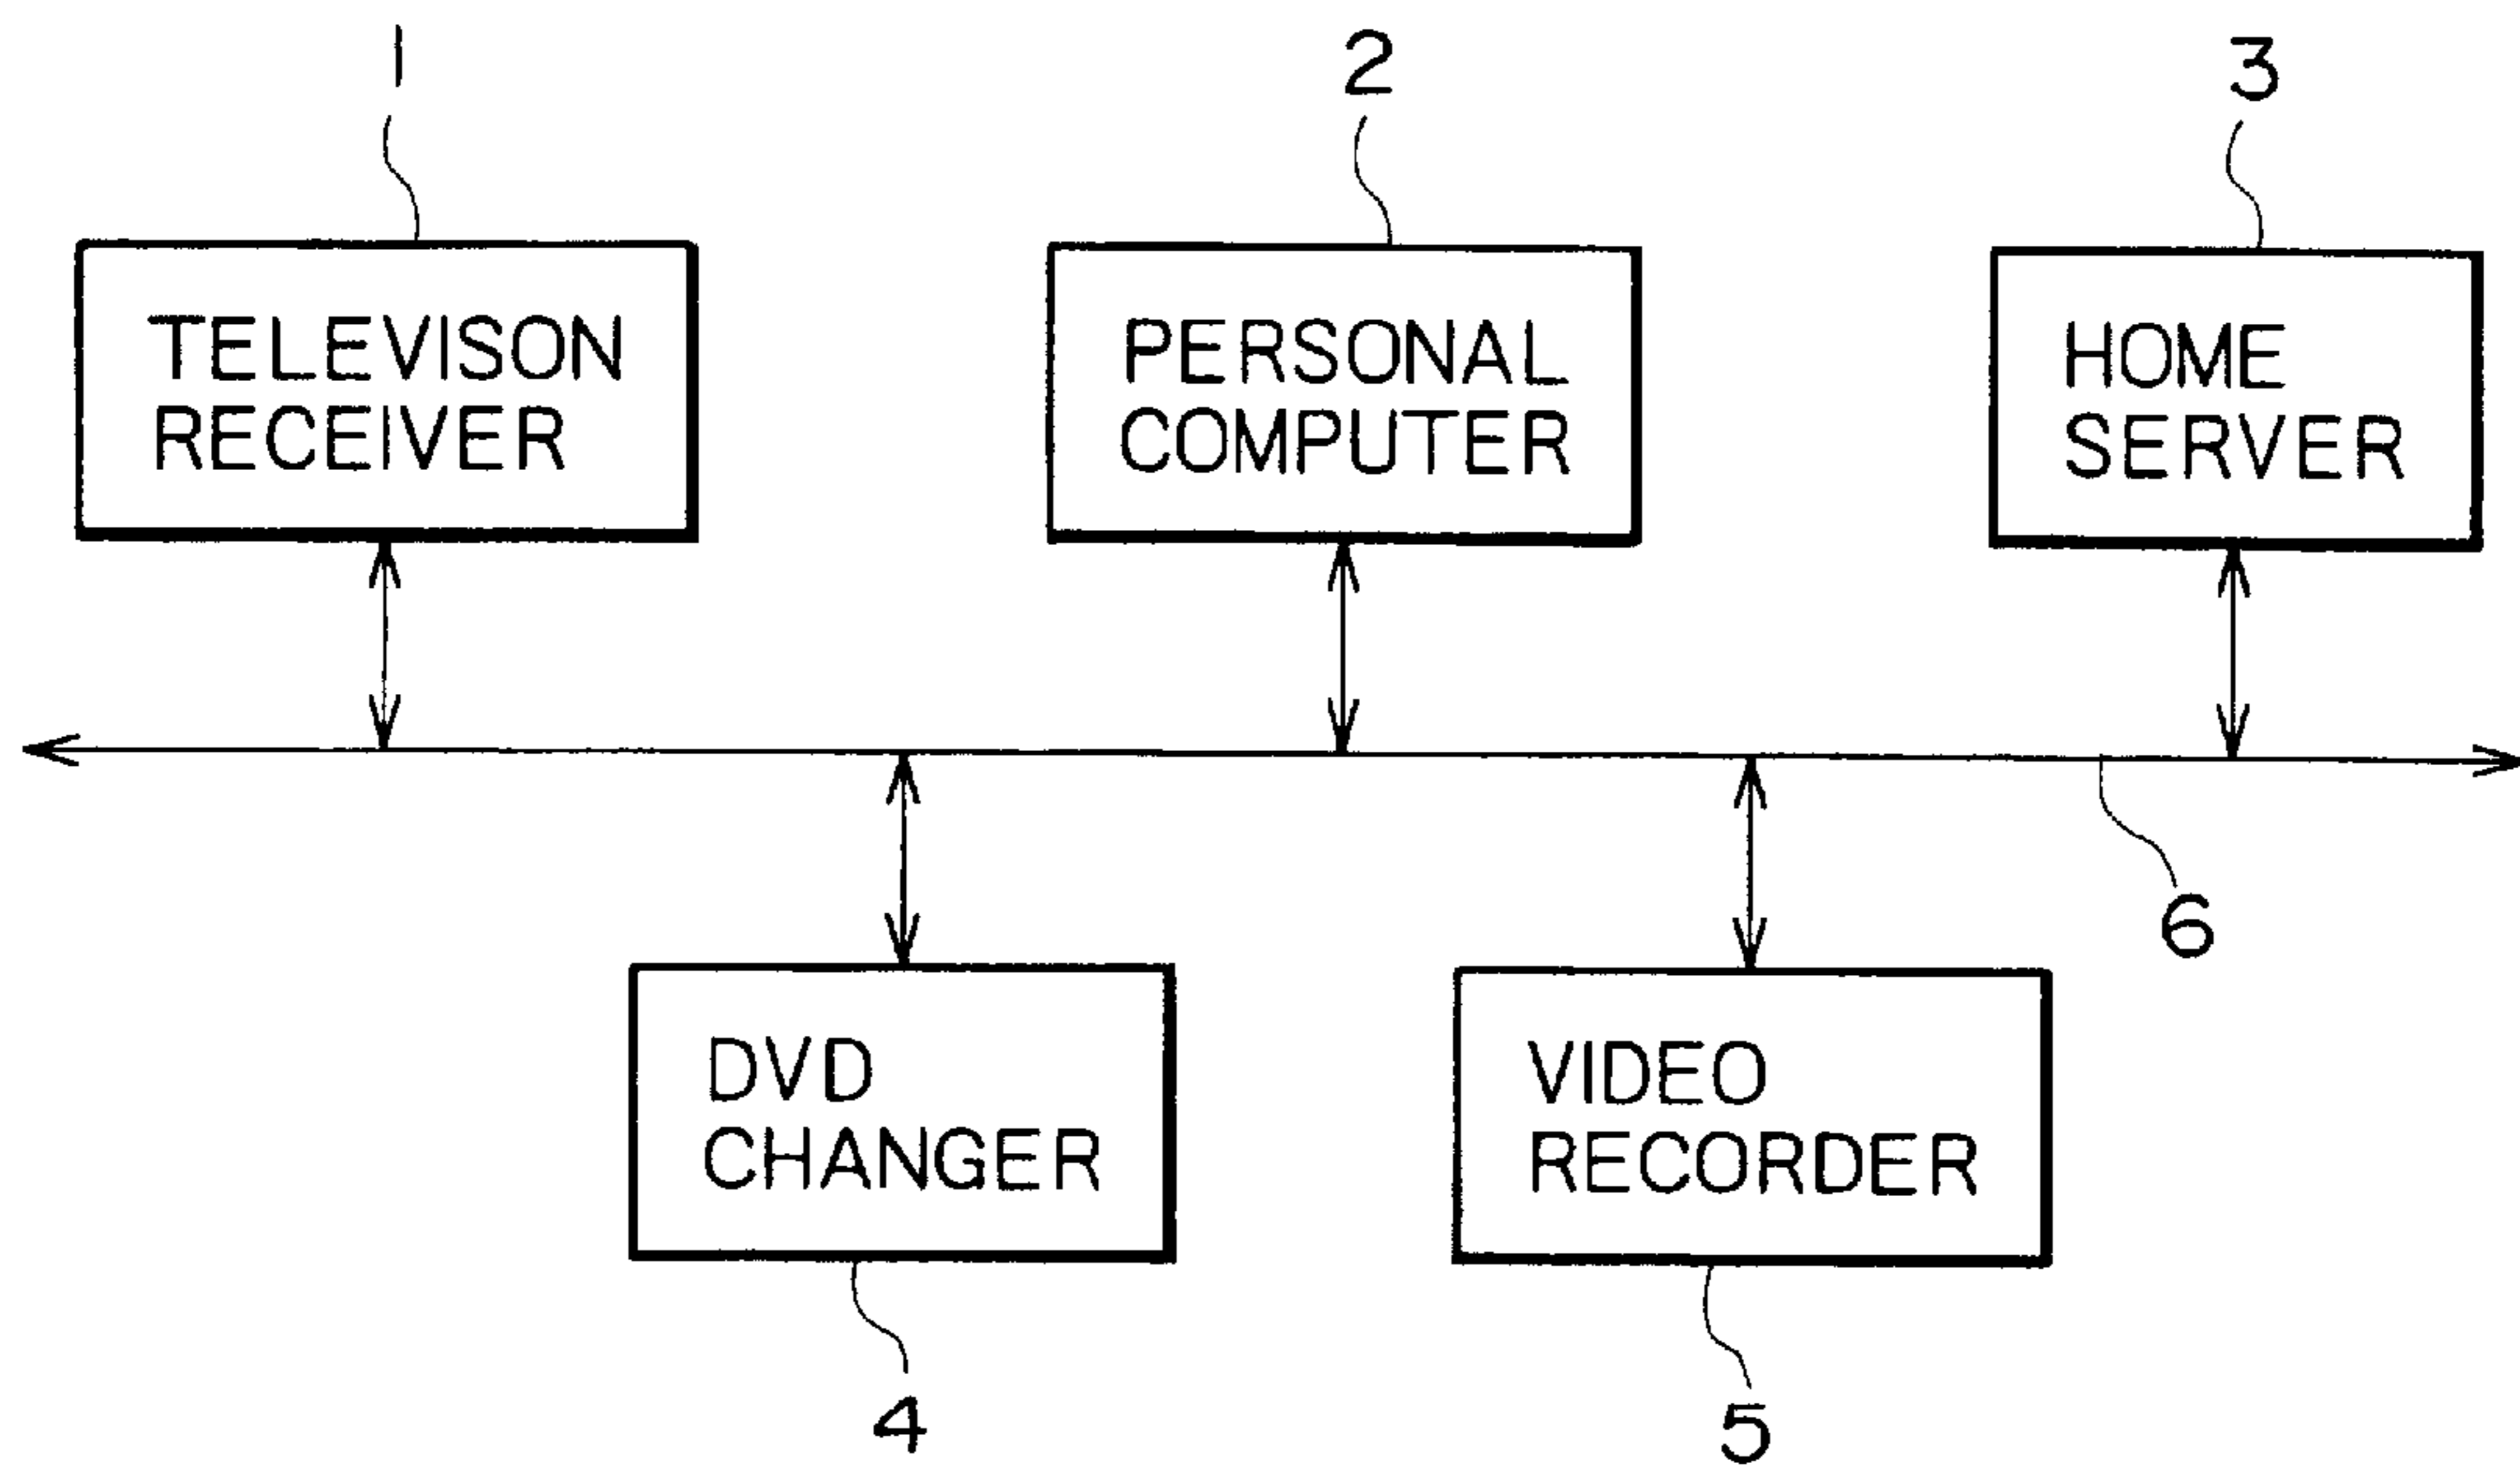 1
2
3
TELEVISON
RECEIVER
PERSONAL
COMPUTER
HOME
SERVER
6
DVD
CHANGER
VIDEO
RECORDER
4
5